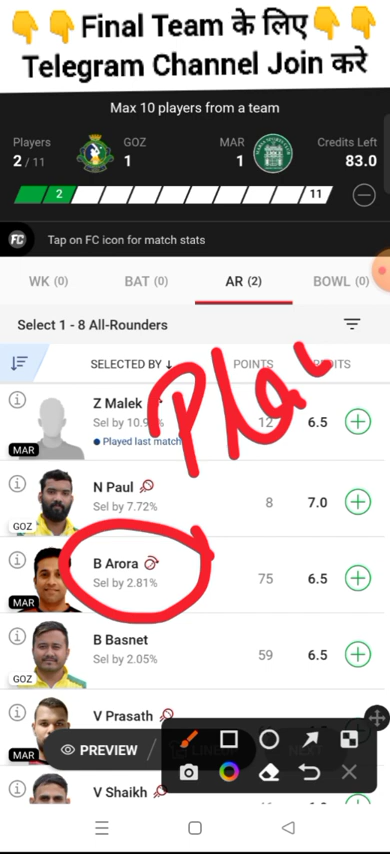 Final Team के लिए
Telegram Channel Join करे
Max 10 players from a team
Players GOZ MAR Credits Left
2 / 11 1 1 83.0
2 11
FC Tap on FC icon for match stats
WK (0) BAT (0) AR (2) BOWL (0)
Select 1 - 8 All-Rounders
SELECTED BY ↓ POINTS
Z Malek
12 6.5
Played last match
MAR
N Paul
Sel by 7.72% 8 7.0
GOZ
B Arora
Sel by 2.81% 75 6.5
MAR
B Basnet
Sel by 2.05% 59 6.5
GOZ
V Prasath
MAR
PREVIEW
V Shaikh